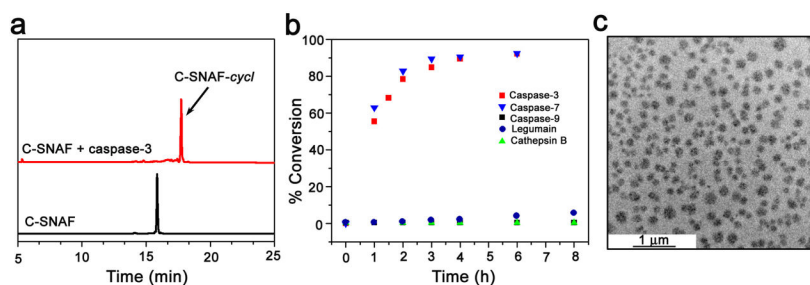 a
C-SNAF-cycl
C-SNAF + caspase-3
C-SNAF
5 10 15 20 25
Time (min)
b
% Conversion
100
80
60
40
20
0
Caspase-3
Caspase-7
Caspase-9
Legumain
Cathepsin B
0 1 2 3 4 5 6 7 8
Time (h)
c
1 µm